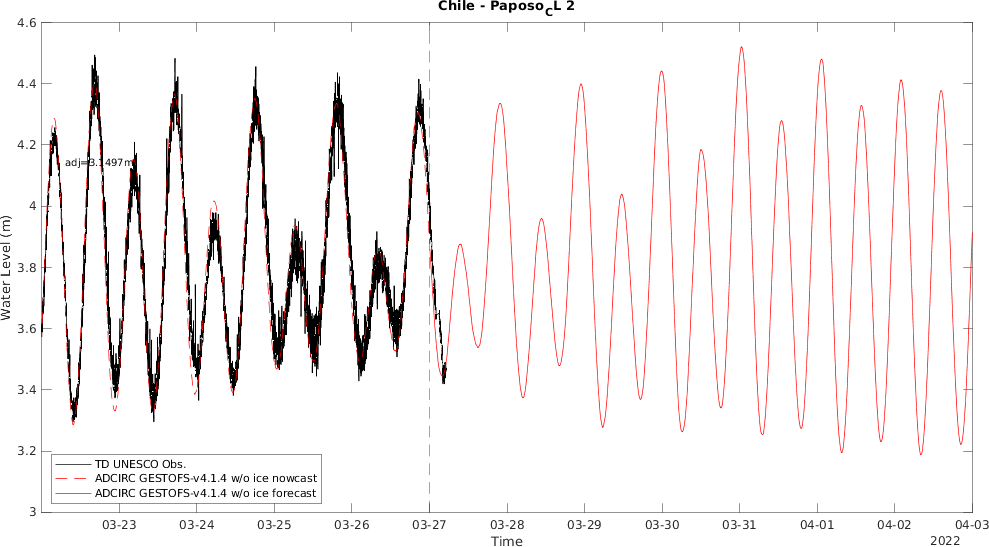 Chile - Paposo_CL 2
4.6
4.4
4.2
4
3.8
3.6
3.4
3.2
3
Water Level (m)
adj=3.1497m
TD UNESCO Obs.
ADCIRC GESTOFS-v4.1.4 w/o ice nowcast
ADCIRC GESTOFS-v4.1.4 w/o ice forecast
03-23 03-24 03-25 03-26 03-27 03-28 03-29 03-30 03-31 04-01 04-02 04-03
Time
2022